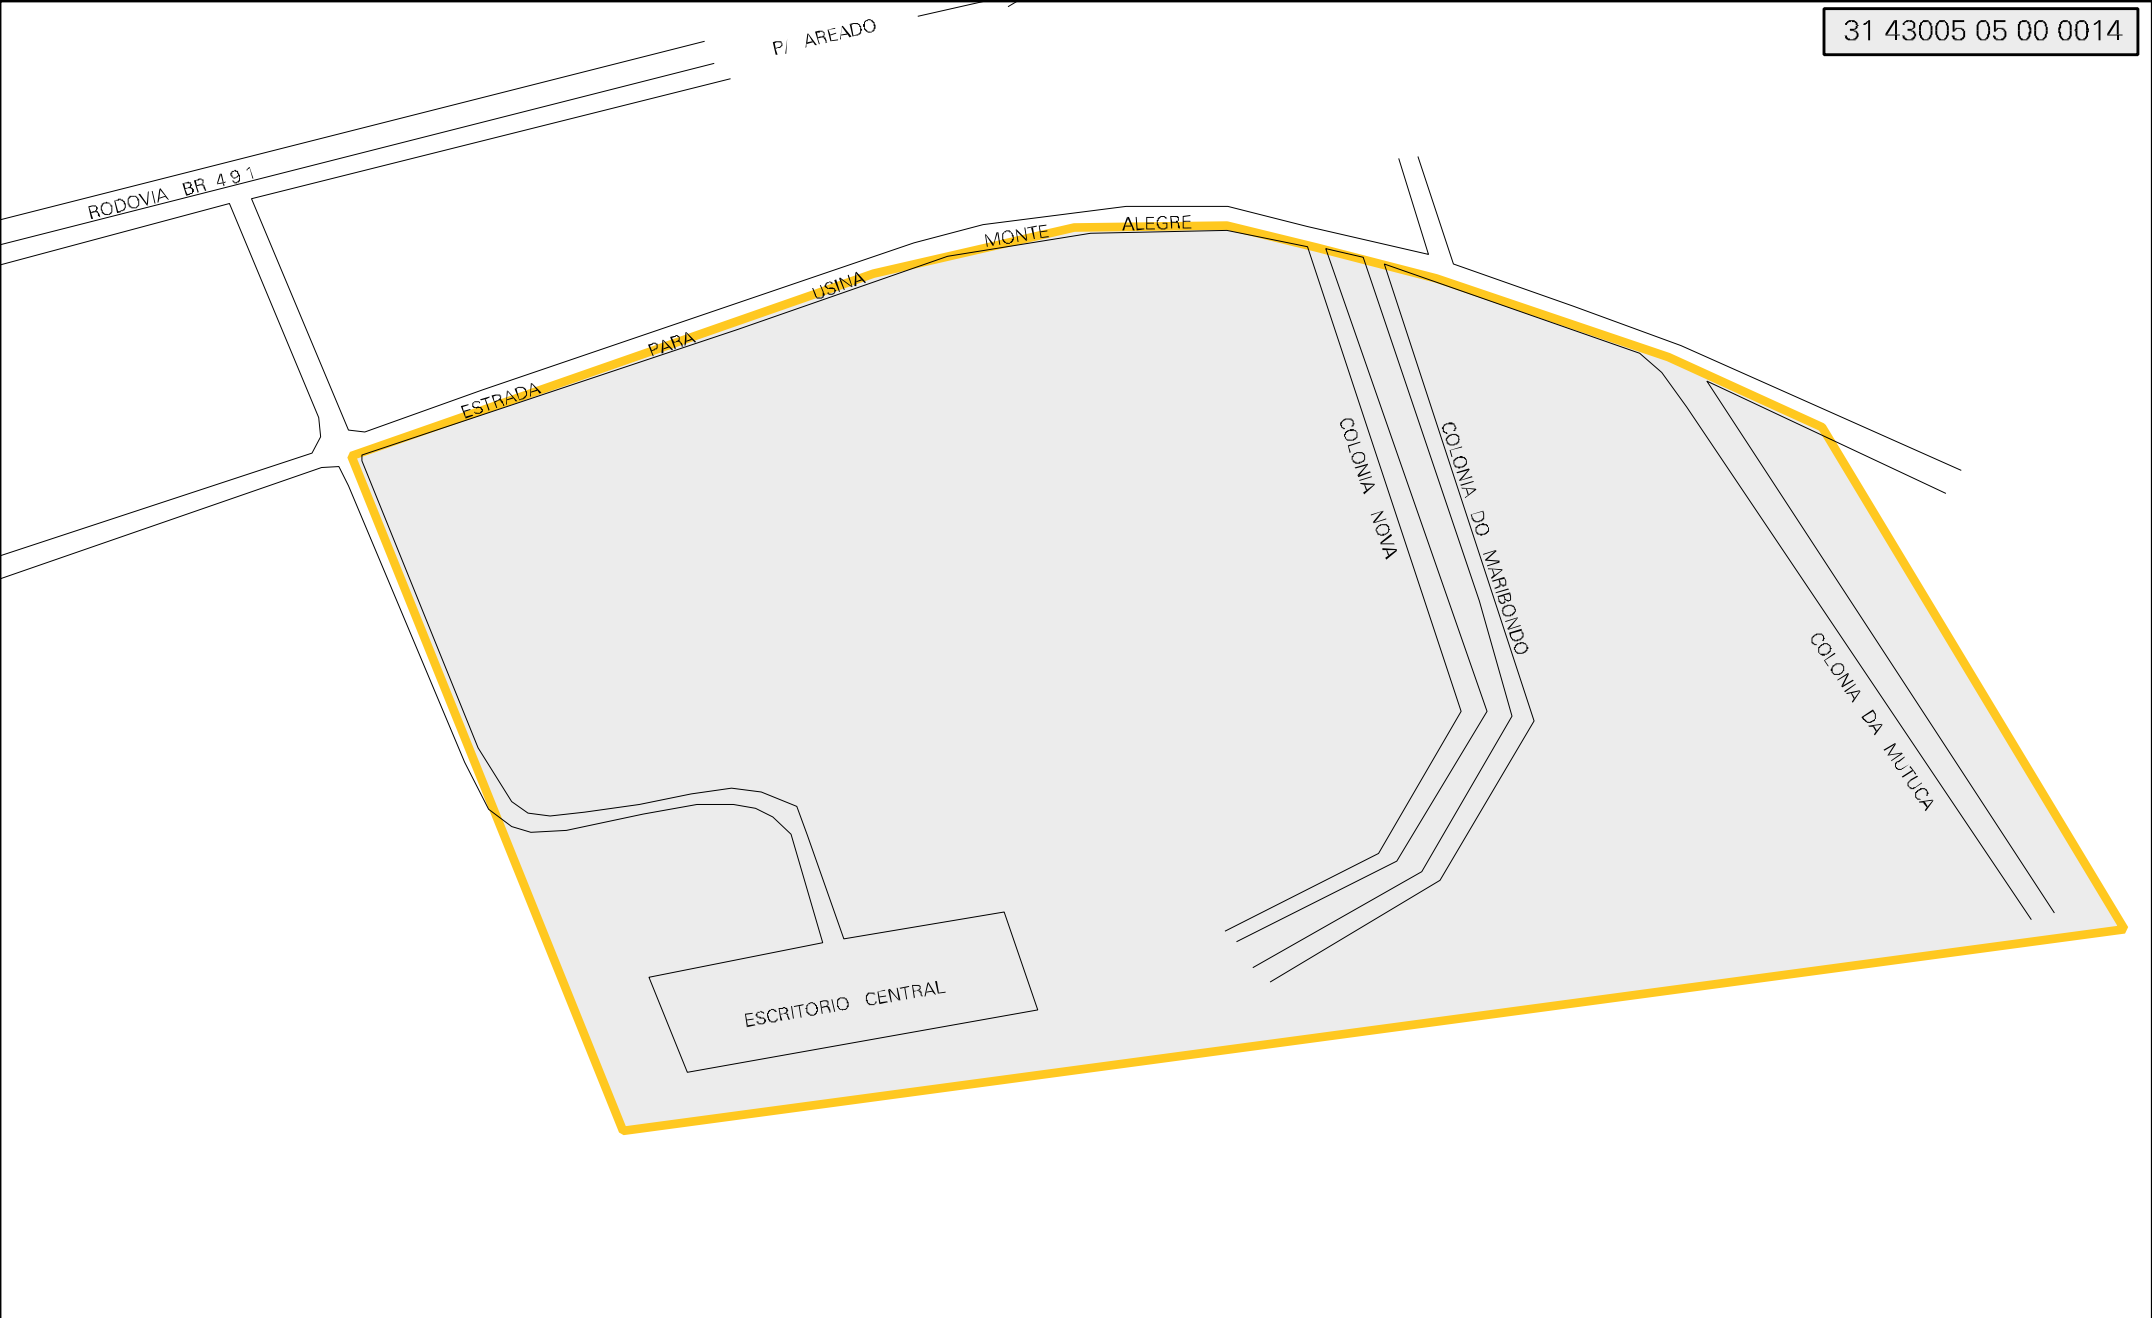 31 43005 05 00 0014
P/ AREADO
RODOVIA BR 491
ESTRADA PARA USINA MONTE ALEGRE
COLONIA NOVA
COLONIA DO MARIBONDO
COLONIA DA MUTUCA
ESCRITORIO CENTRAL